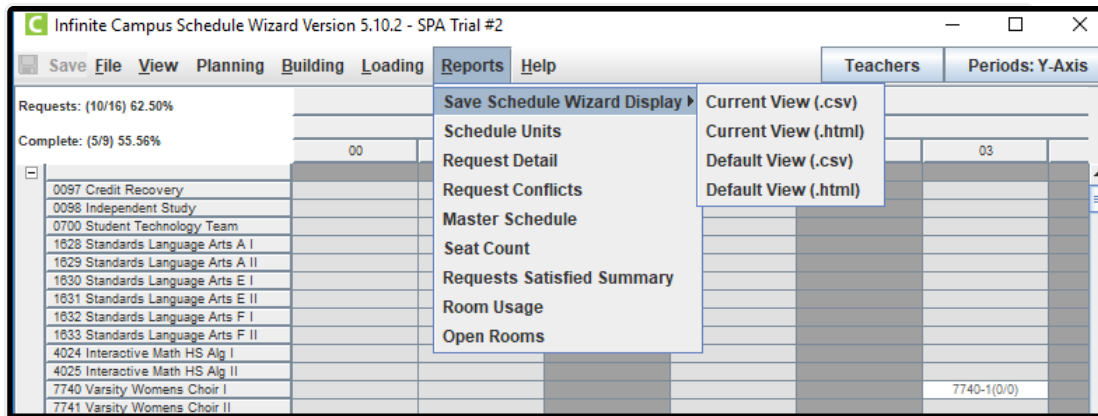 C Infinite Campus Schedule Wizard Version 5.10.2 - SPA Trial #2
Save File View Planning Building Loading Reports Help Teachers Periods: Y-Axis
Requests: (10/16) 62.50%
Complete: (5/9) 55.56%
00 03
Save Schedule Wizard Display
Schedule Units
Request Detail
Request Conflicts
Master Schedule
Seat Count
Requests Satisfied Summary
Room Usage
Open Rooms
Current View (.csv)
Current View (.html)
Default View (.csv)
Default View (.html)
0097 Credit Recovery
0098 Independent Study
0700 Student Technology Team
1628 Standards Language Arts A I
1629 Standards Language Arts A II
1630 Standards Language Arts E I
1631 Standards Language Arts E II
1632 Standards Language Arts F I
1633 Standards Language Arts F II
4024 Interactive Math HS Alg I
4025 Interactive Math HS Alg II
7740 Varsity Womens Choir I 7740-1(0/0)
7741 Varsity Womens Choir II